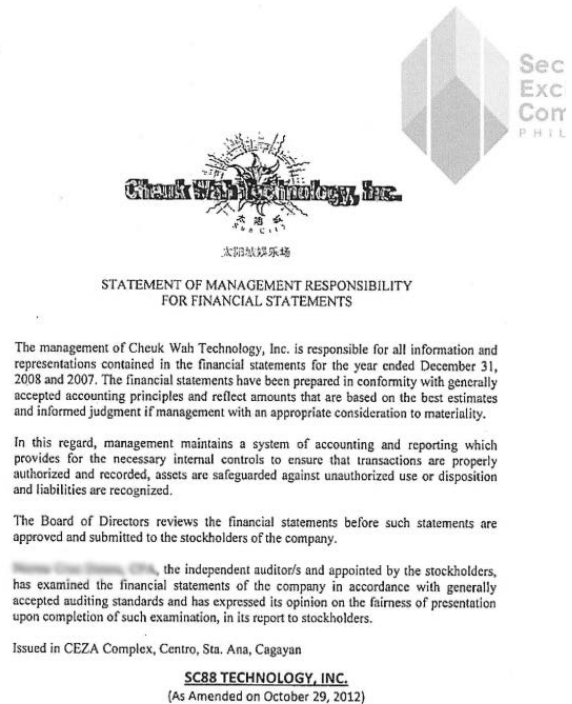 Sec
Exc
Com
PHIL
Cheuk Wah Technology, Inc.
太阳城
Sun City
太阳城娱乐场
STATEMENT OF MANAGEMENT RESPONSIBILITY
FOR FINANCIAL STATEMENTS
The management of Cheuk Wah Technology, Inc. is responsible for all information and
representations contained in the financial statements for the year ended December 31,
2008 and 2007. The financial statements have been prepared in conformity with generally
accepted accounting principles and reflect amounts that are based on the best estimates
and informed judgment if management with an appropriate consideration to materiality.
In this regard, management maintains a system of accounting and reporting which
provides for the necessary internal controls to ensure that transactions are properly
authorized and recorded, assets are safeguarded against unauthorized use or disposition
and liabilities are recognized.
The Board of Directors reviews the financial statements before such statements are
approved and submitted to the stockholders of the company.
the independent auditor/s and appointed by the stockholders,
has examined the financial statements of the company in accordance with generally
accepted auditing standards and has expressed its opinion on the fairness of presentation
upon completion of such examination, in its report to stockholders.
Issued in CEZA Complex, Centro, Sta. Ana, Cagayan
SC88 TECHNOLOGY, INC.
(As Amended on October 29, 2012)